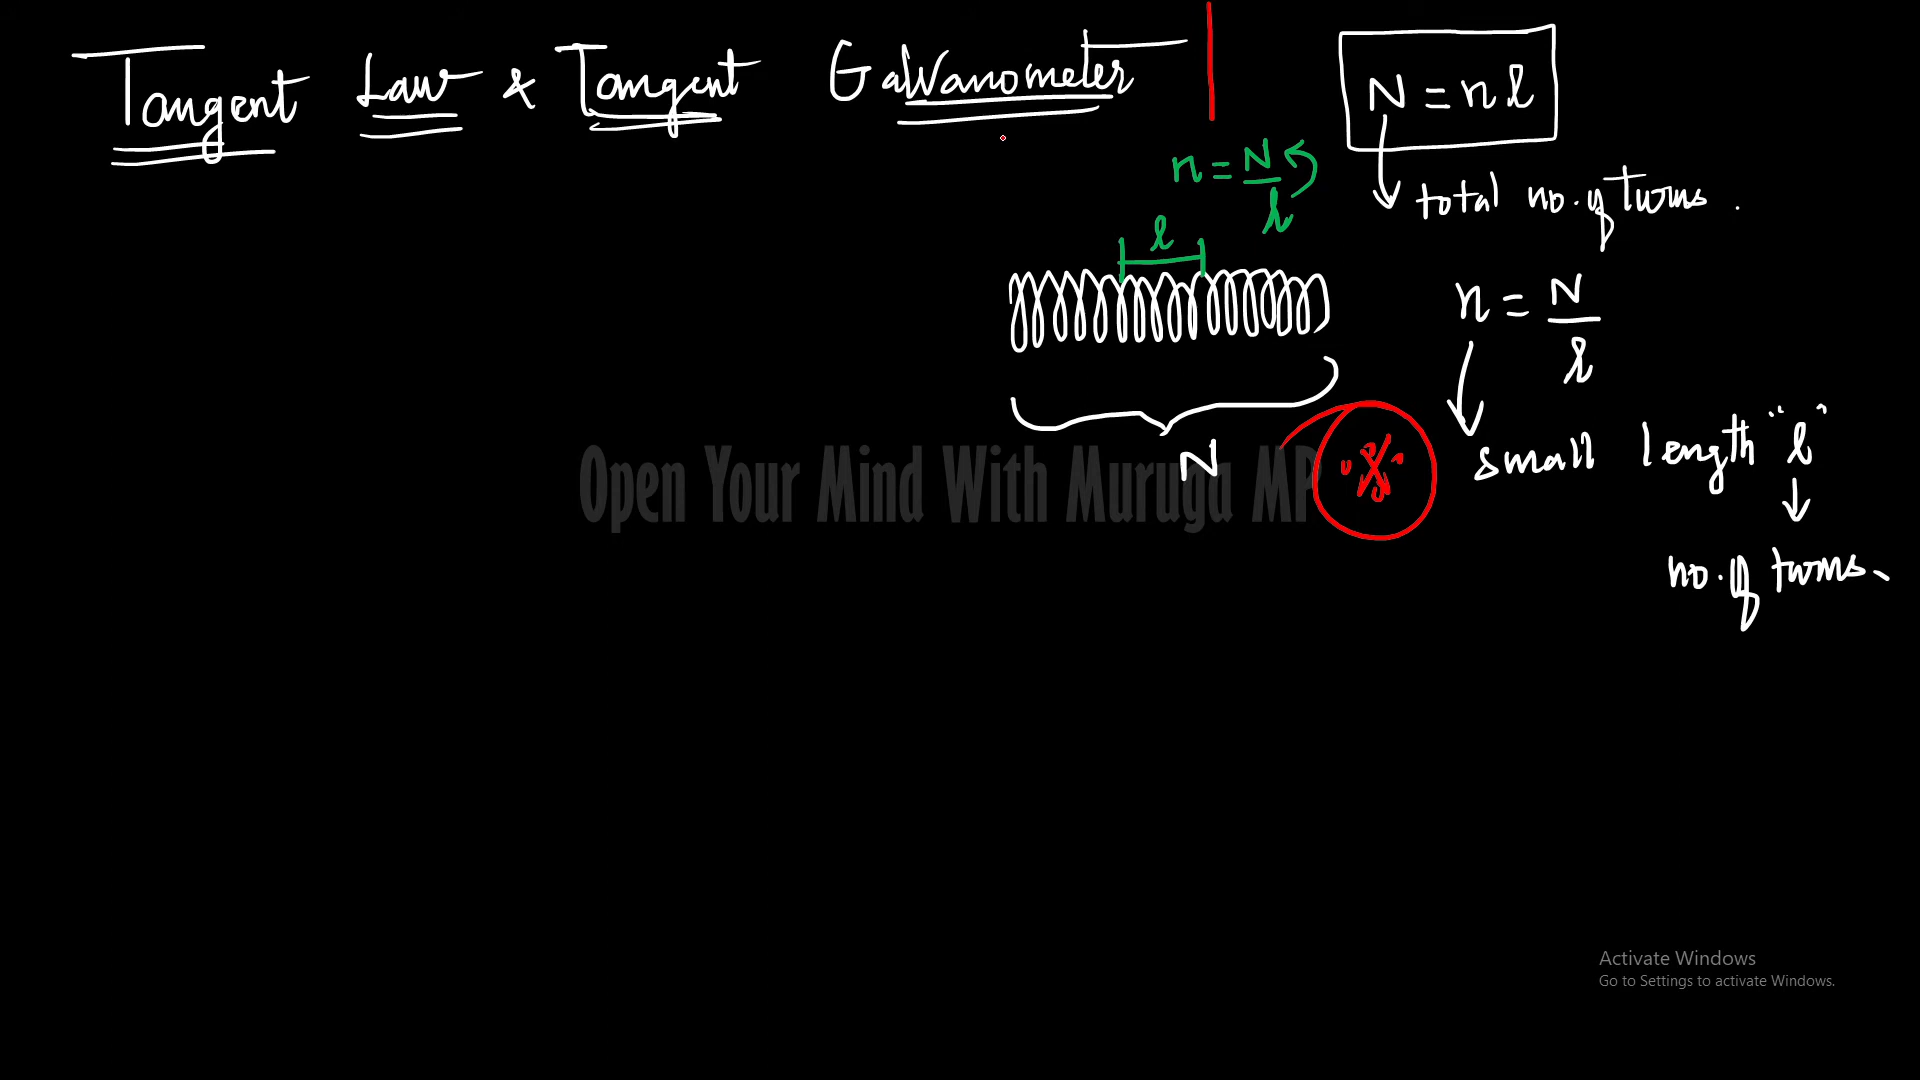 Tangent Law & Tangent Galvanometer
N = nl
total no. of turns.
n = N/l
l
N
n = N/l
small length "l"
no. of turns.
Open Your Mind With Muruga MP
Activate Windows
Go to Settings to activate Windows.